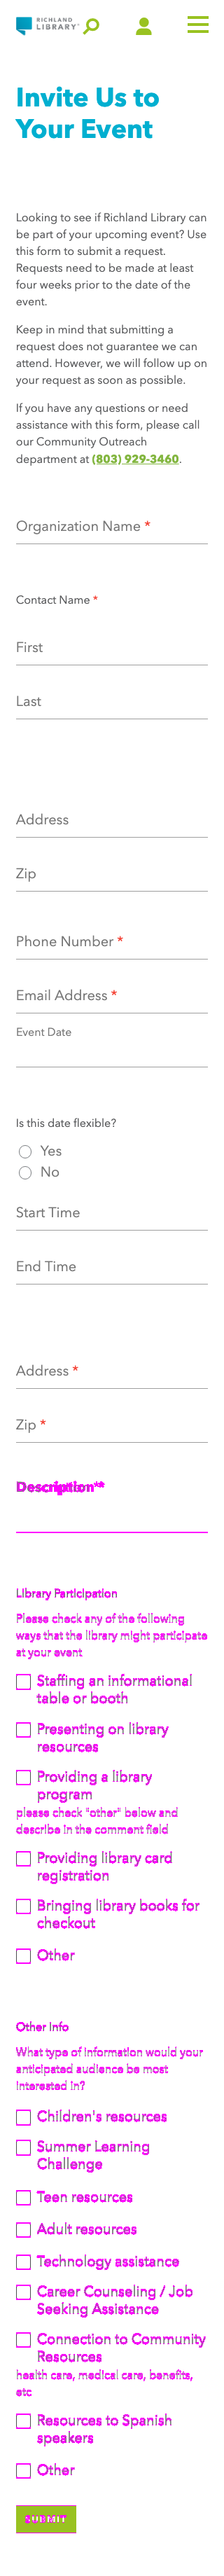 RICHLAND
LIBRARY
Invite Us to
Your Event
Looking to see if Richland Library can
be part of your upcoming event? Use
this form to submit a request.
Requests need to be made at least
four weeks prior to the date of the
event.
Keep in mind that submitting a
request does not guarantee we can
attend. However, we will follow up on
your request as soon as possible.
If you have any questions or need
assistance with this form, please call
our Community Outreach
department at (803) 929-3460.
Organization Name *
Contact Name *
First
Last
Address
Zip
Phone Number *
Email Address *
Event Date
Is this date flexible?
Yes
No
Start Time
End Time
Address *
Zip *
Description *
Library Participation
Please check any of the following
ways that the library might participate
at your event
Staffing an informational
table or booth
Presenting on library
resources
Providing a library
program
please check "other" below and
describe in the comment field
Providing library card
registration
Bringing library books for
checkout
Other
Other Info
What type of information would your
anticipated audience be most
interested in?
Children's resources
Summer Learning
Challenge
Teen resources
Adult resources
Technology assistance
Career Counseling / Job
Seeking Assistance
Connection to Community
Resources
health care, medical care, benefits,
etc
Resources to Spanish
speakers
Other
SUBMIT